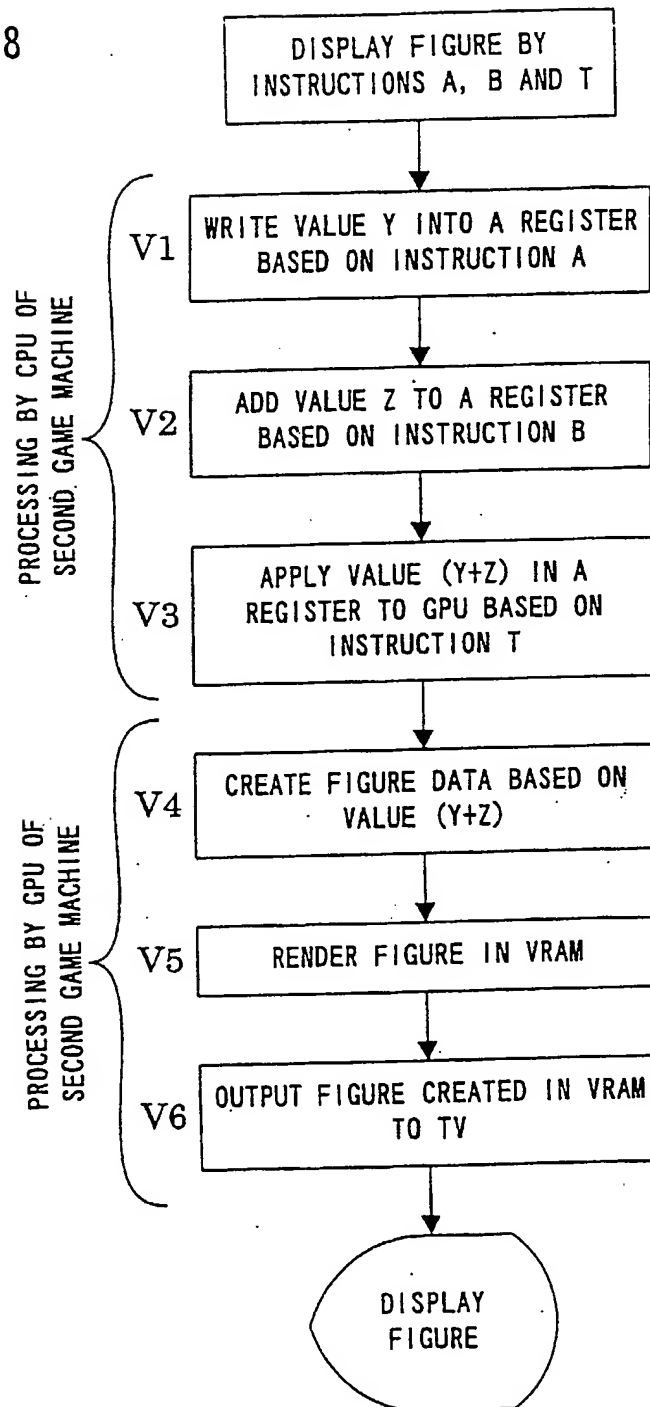 8
DISPLAY FIGURE BY
INSTRUCTIONS A, B AND T
PROCESSING BY CPU OF
SECOND GAME MACHINE
V1
WRITE VALUE Y INTO A REGISTER
BASED ON INSTRUCTION A
V2
ADD VALUE Z TO A REGISTER
BASED ON INSTRUCTION B
V3
APPLY VALUE (Y+Z) IN A
REGISTER TO GPU BASED ON
INSTRUCTION T
PROCESSING BY GPU OF
SECOND GAME MACHINE
V4
CREATE FIGURE DATA BASED ON
VALUE (Y+Z)
V5
RENDER FIGURE IN VRAM
V6
OUTPUT FIGURE CREATED IN VRAM
TO TV
DISPLAY
FIGURE